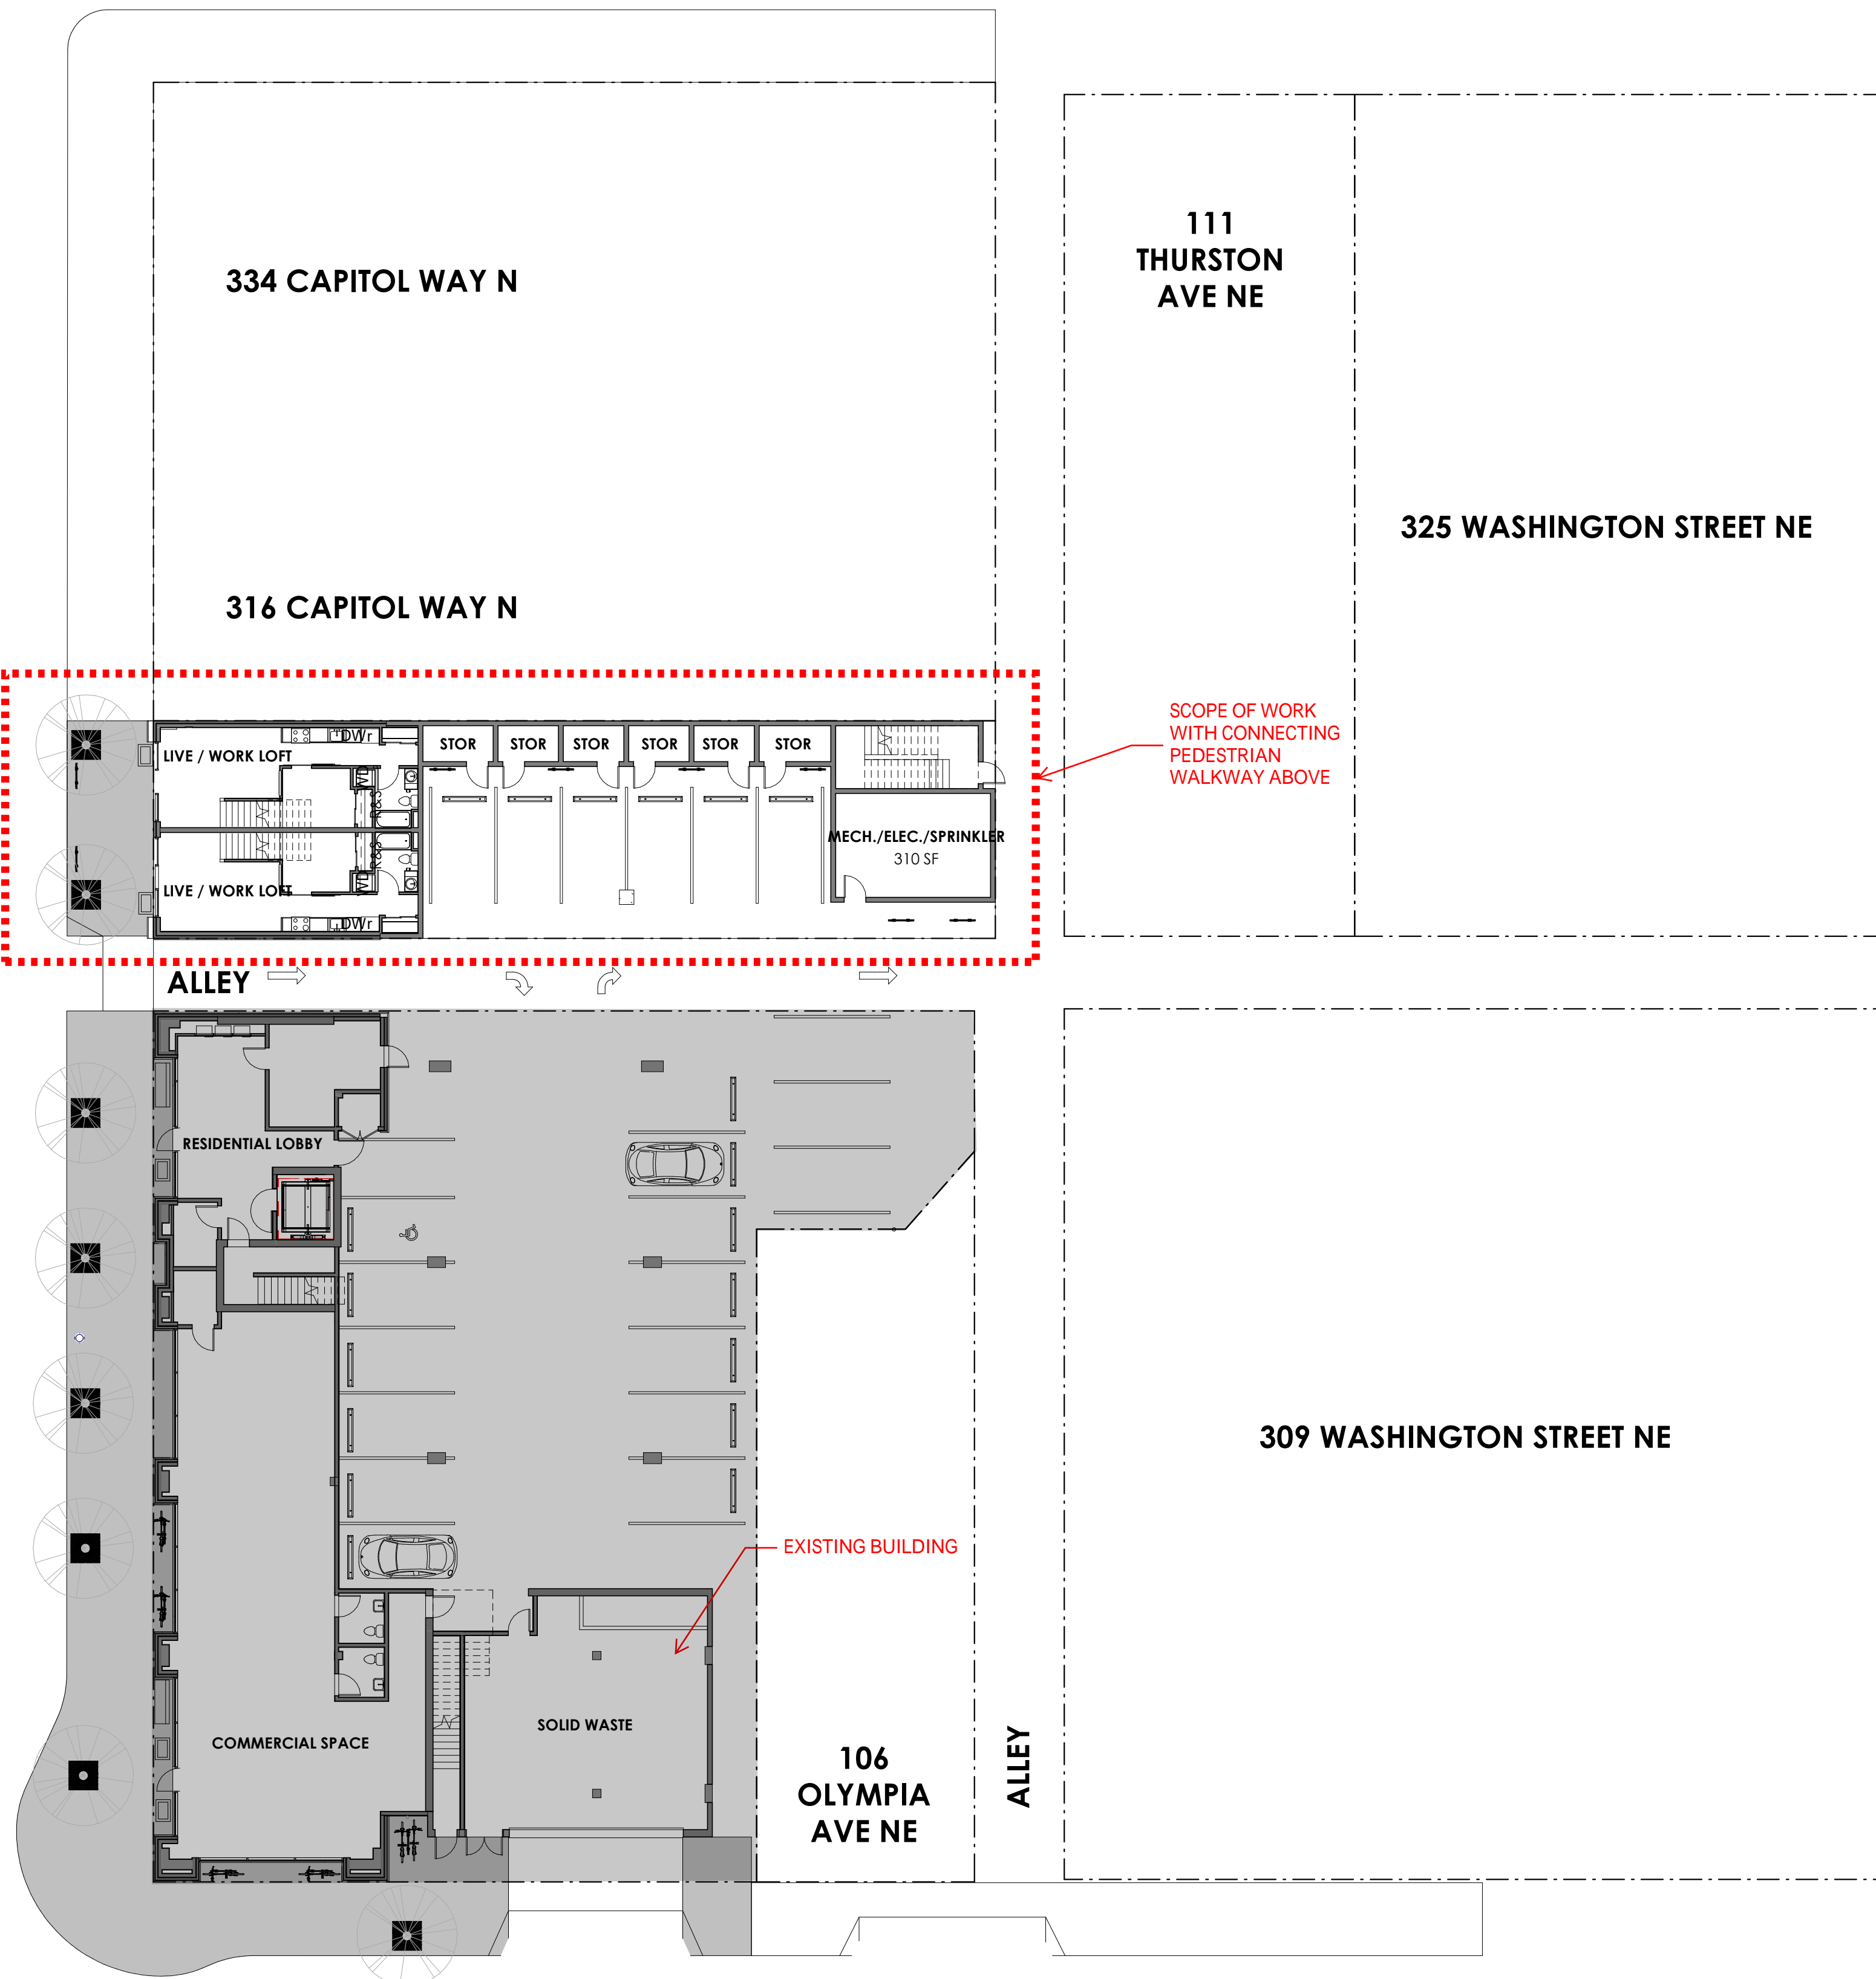 334 CAPITOL WAY N
111
THURSTON
AVE NE
325 WASHINGTON STREET NE
316 CAPITOL WAY N
SCOPE OF WORK
WITH CONNECTING
PEDESTRIAN
WALKWAY ABOVE
DWr
LIVE / WORK LOFT
STOR
STOR
STOR
STOR
STOR
STOR
R&S
R&S
MECH./ELEC./SPRINKLER
310 SF
LIVE / WORK LOFT
DWr
ALLEY
RESIDENTIAL LOBBY
309 WASHINGTON STREET NE
EXISTING BUILDING
SOLID WASTE
COMMERCIAL SPACE
106
OLYMPIA
AVE NE
ALLEY